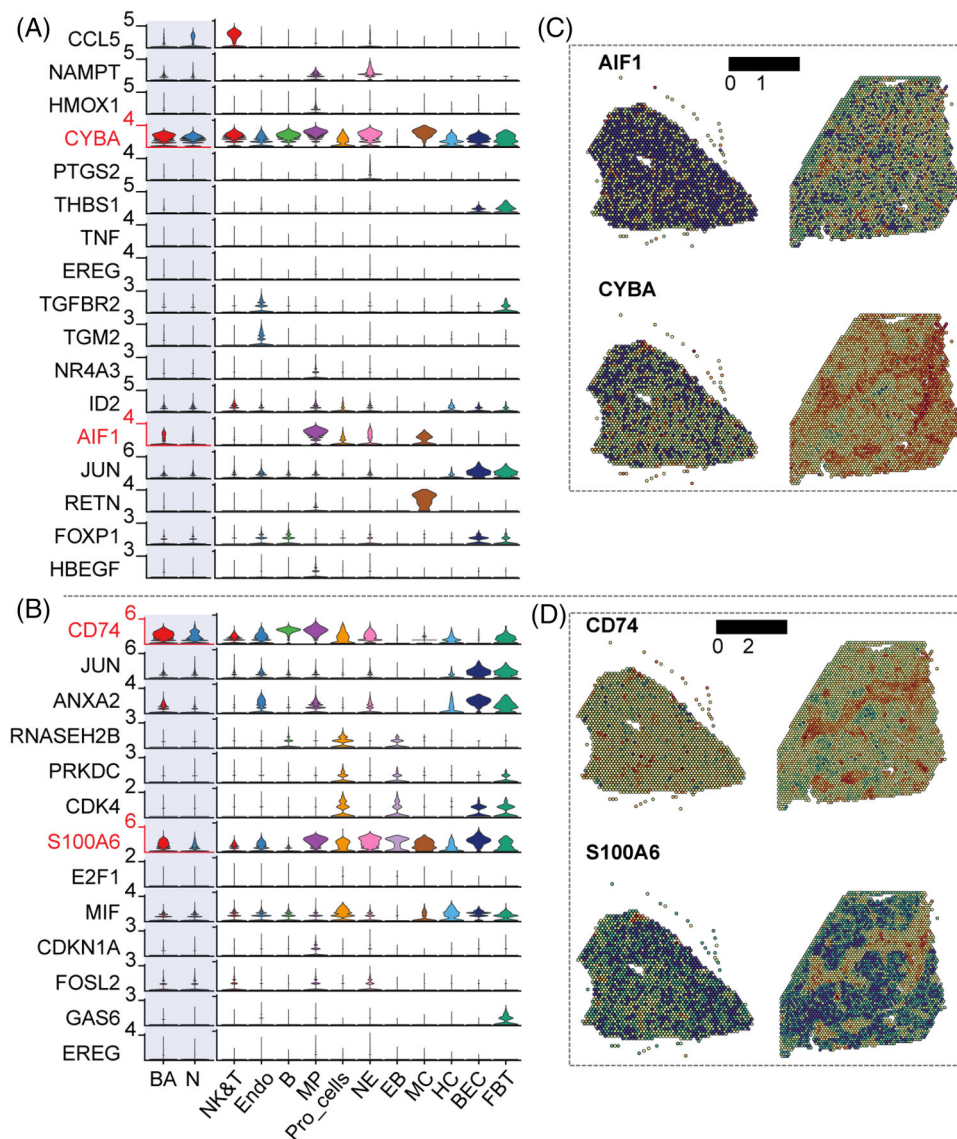 (A)
5
CCL5
5
NAMPT
5
HMOX1
4
CYBA
4
PTGS2
5
THBS1
4
TNF
4
EREG
3
TGFBR2
3
TGM2
3
NR4A3
5
ID2
4
AIF1
6
JUN
6
RETN
3
FOXP1
3
HBEGF
(B)
6
CD74
6
JUN
6
ANXA2
3
RNASEH2B
3
PRKDC
2
CDK4
6
S100A6
2
E2F1
4
MIF
3
CDKN1A
3
FOSL2
3
GAS6
4
EREG
BA N NK&T Endo B MP Pro_cells NE EB MC HC BEC FBT
(C)
AIF1
0 1
CYBA
(D)
CD74
0 2
S100A6